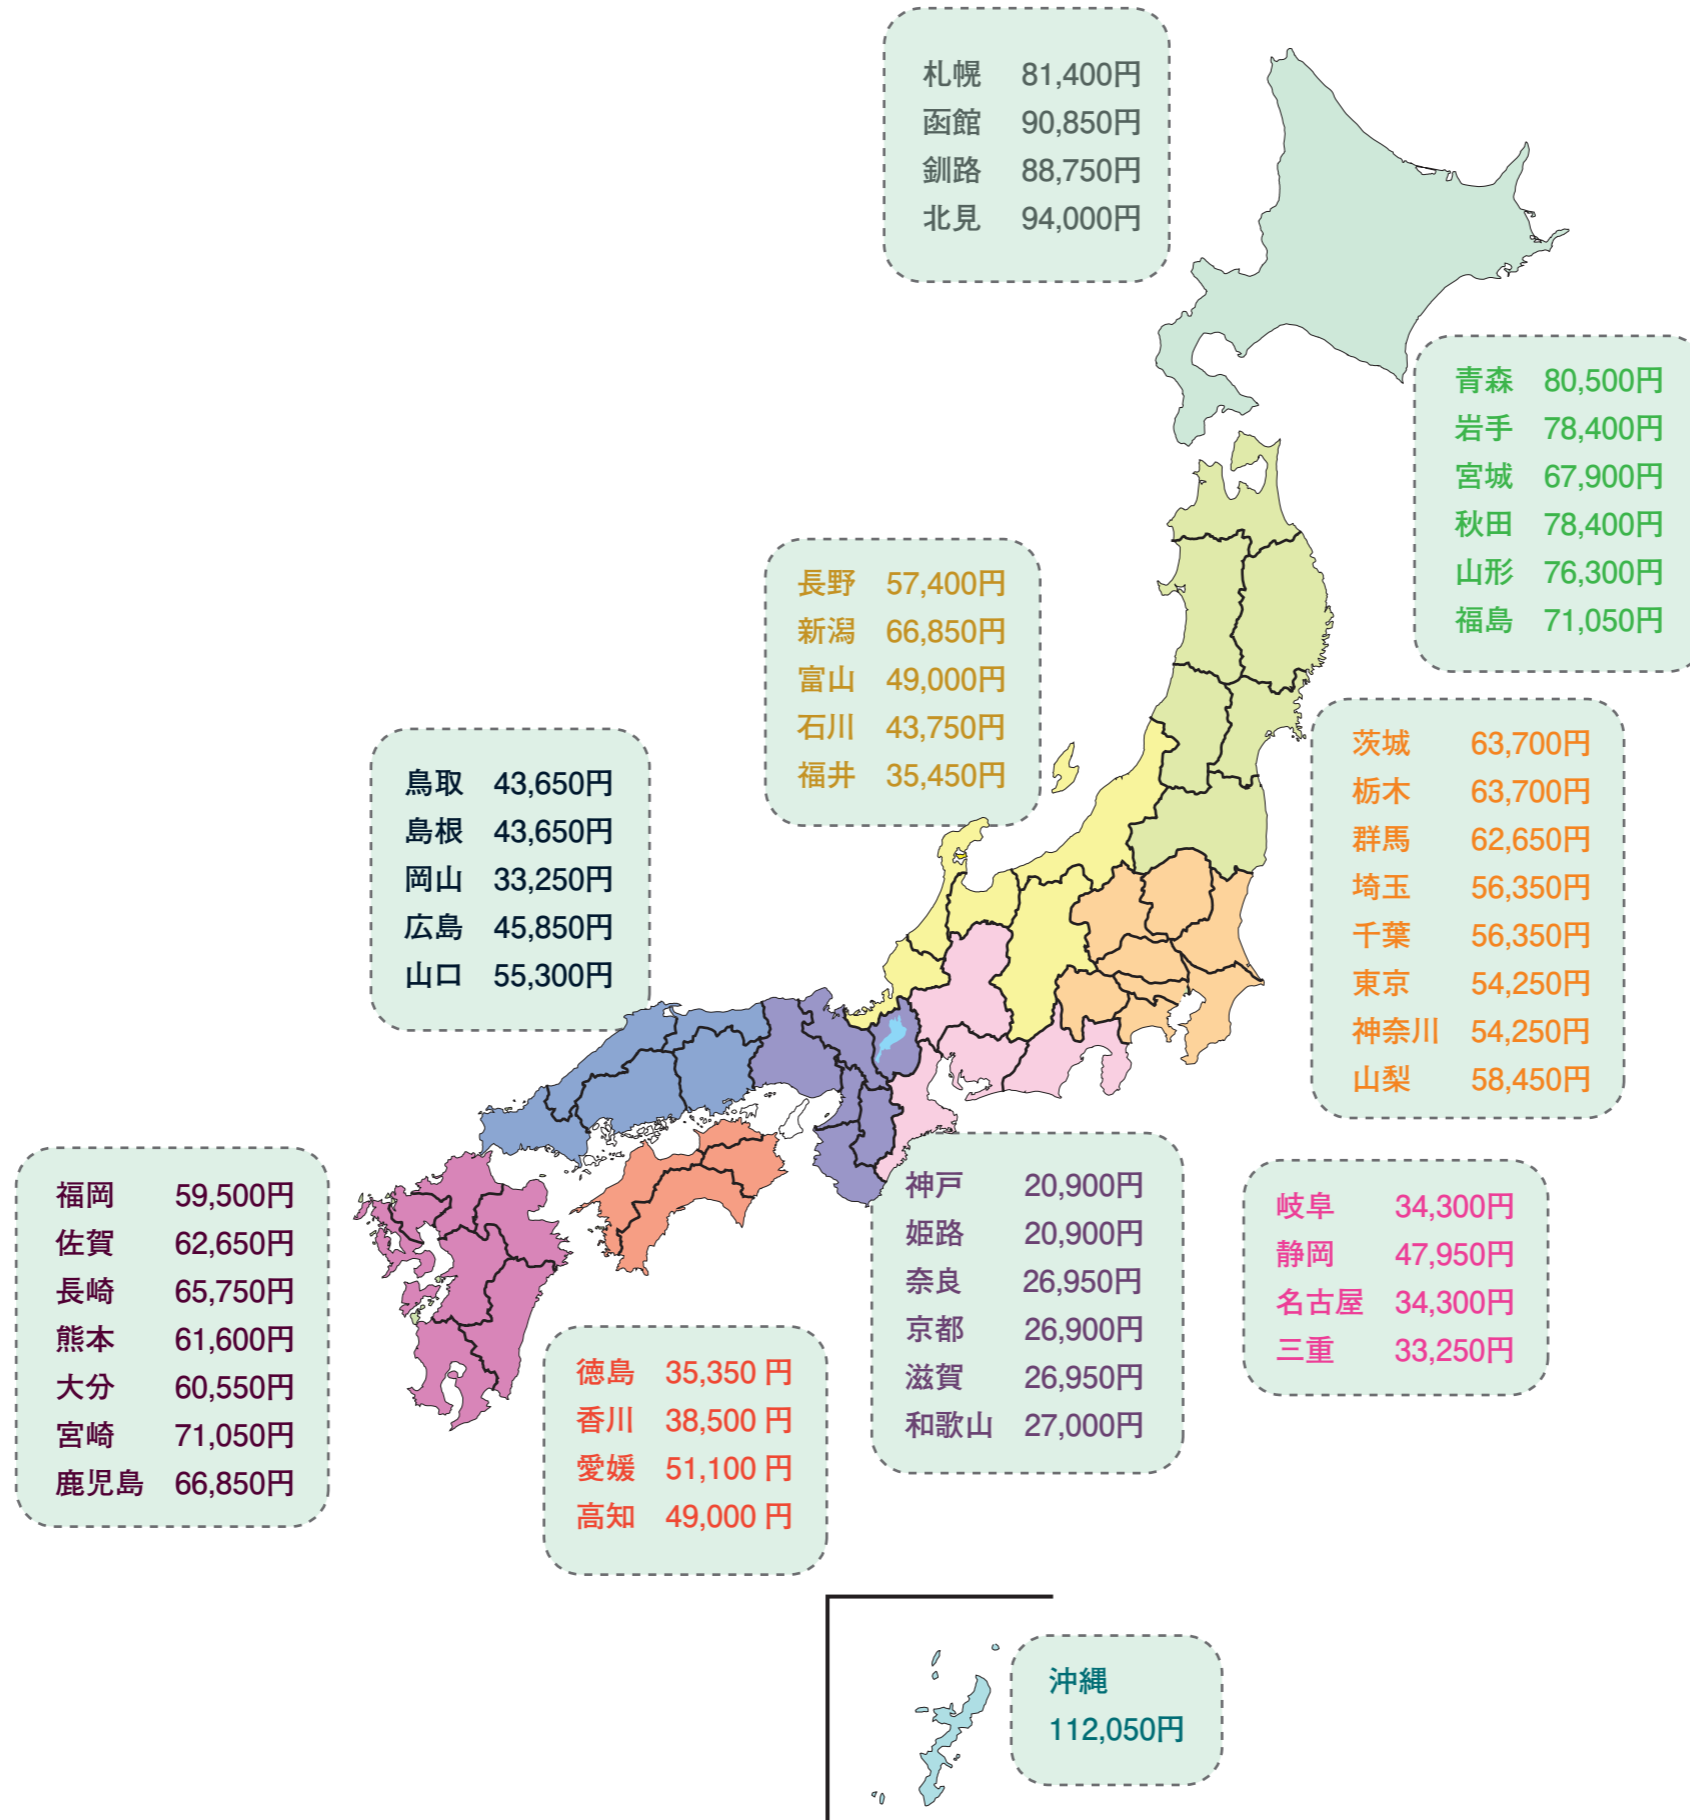 札幌 81,400円
函館 90,850円
釧路 88,750円
北見 94,000円
青森 80,500円
岩手 78,400円
宮城 67,900円
秋田 78,400円
山形 76,300円
福島 71,050円
長野 57,400円
新潟 66,850円
富山 49,000円
石川 43,750円
福井 35,450円
茨城 63,700円
栃木 63,700円
群馬 62,650円
埼玉 56,350円
千葉 56,350円
東京 54,250円
神奈川 54,250円
山梨 58,450円
鳥取 43,650円
島根 43,650円
岡山 33,250円
広島 45,850円
山口 55,300円
神戸 20,900円
姫路 20,900円
奈良 26,950円
京都 26,900円
滋賀 26,950円
和歌山 27,000円
岐阜 34,300円
静岡 47,950円
名古屋 34,300円
三重 33,250円
福岡 59,500円
佐賀 62,650円
長崎 65,750円
熊本 61,600円
大分 60,550円
宮崎 71,050円
鹿児島 66,850円
徳島 35,350 円
香川 38,500 円
愛媛 51,100 円
高知 49,000 円
沖縄
112,050円